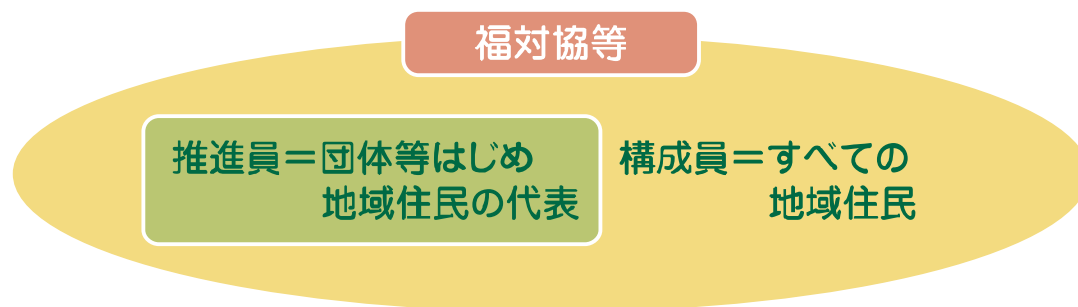 福対協等
推進員＝団体等はじめ
地域住民の代表
構成員＝すべての
地域住民